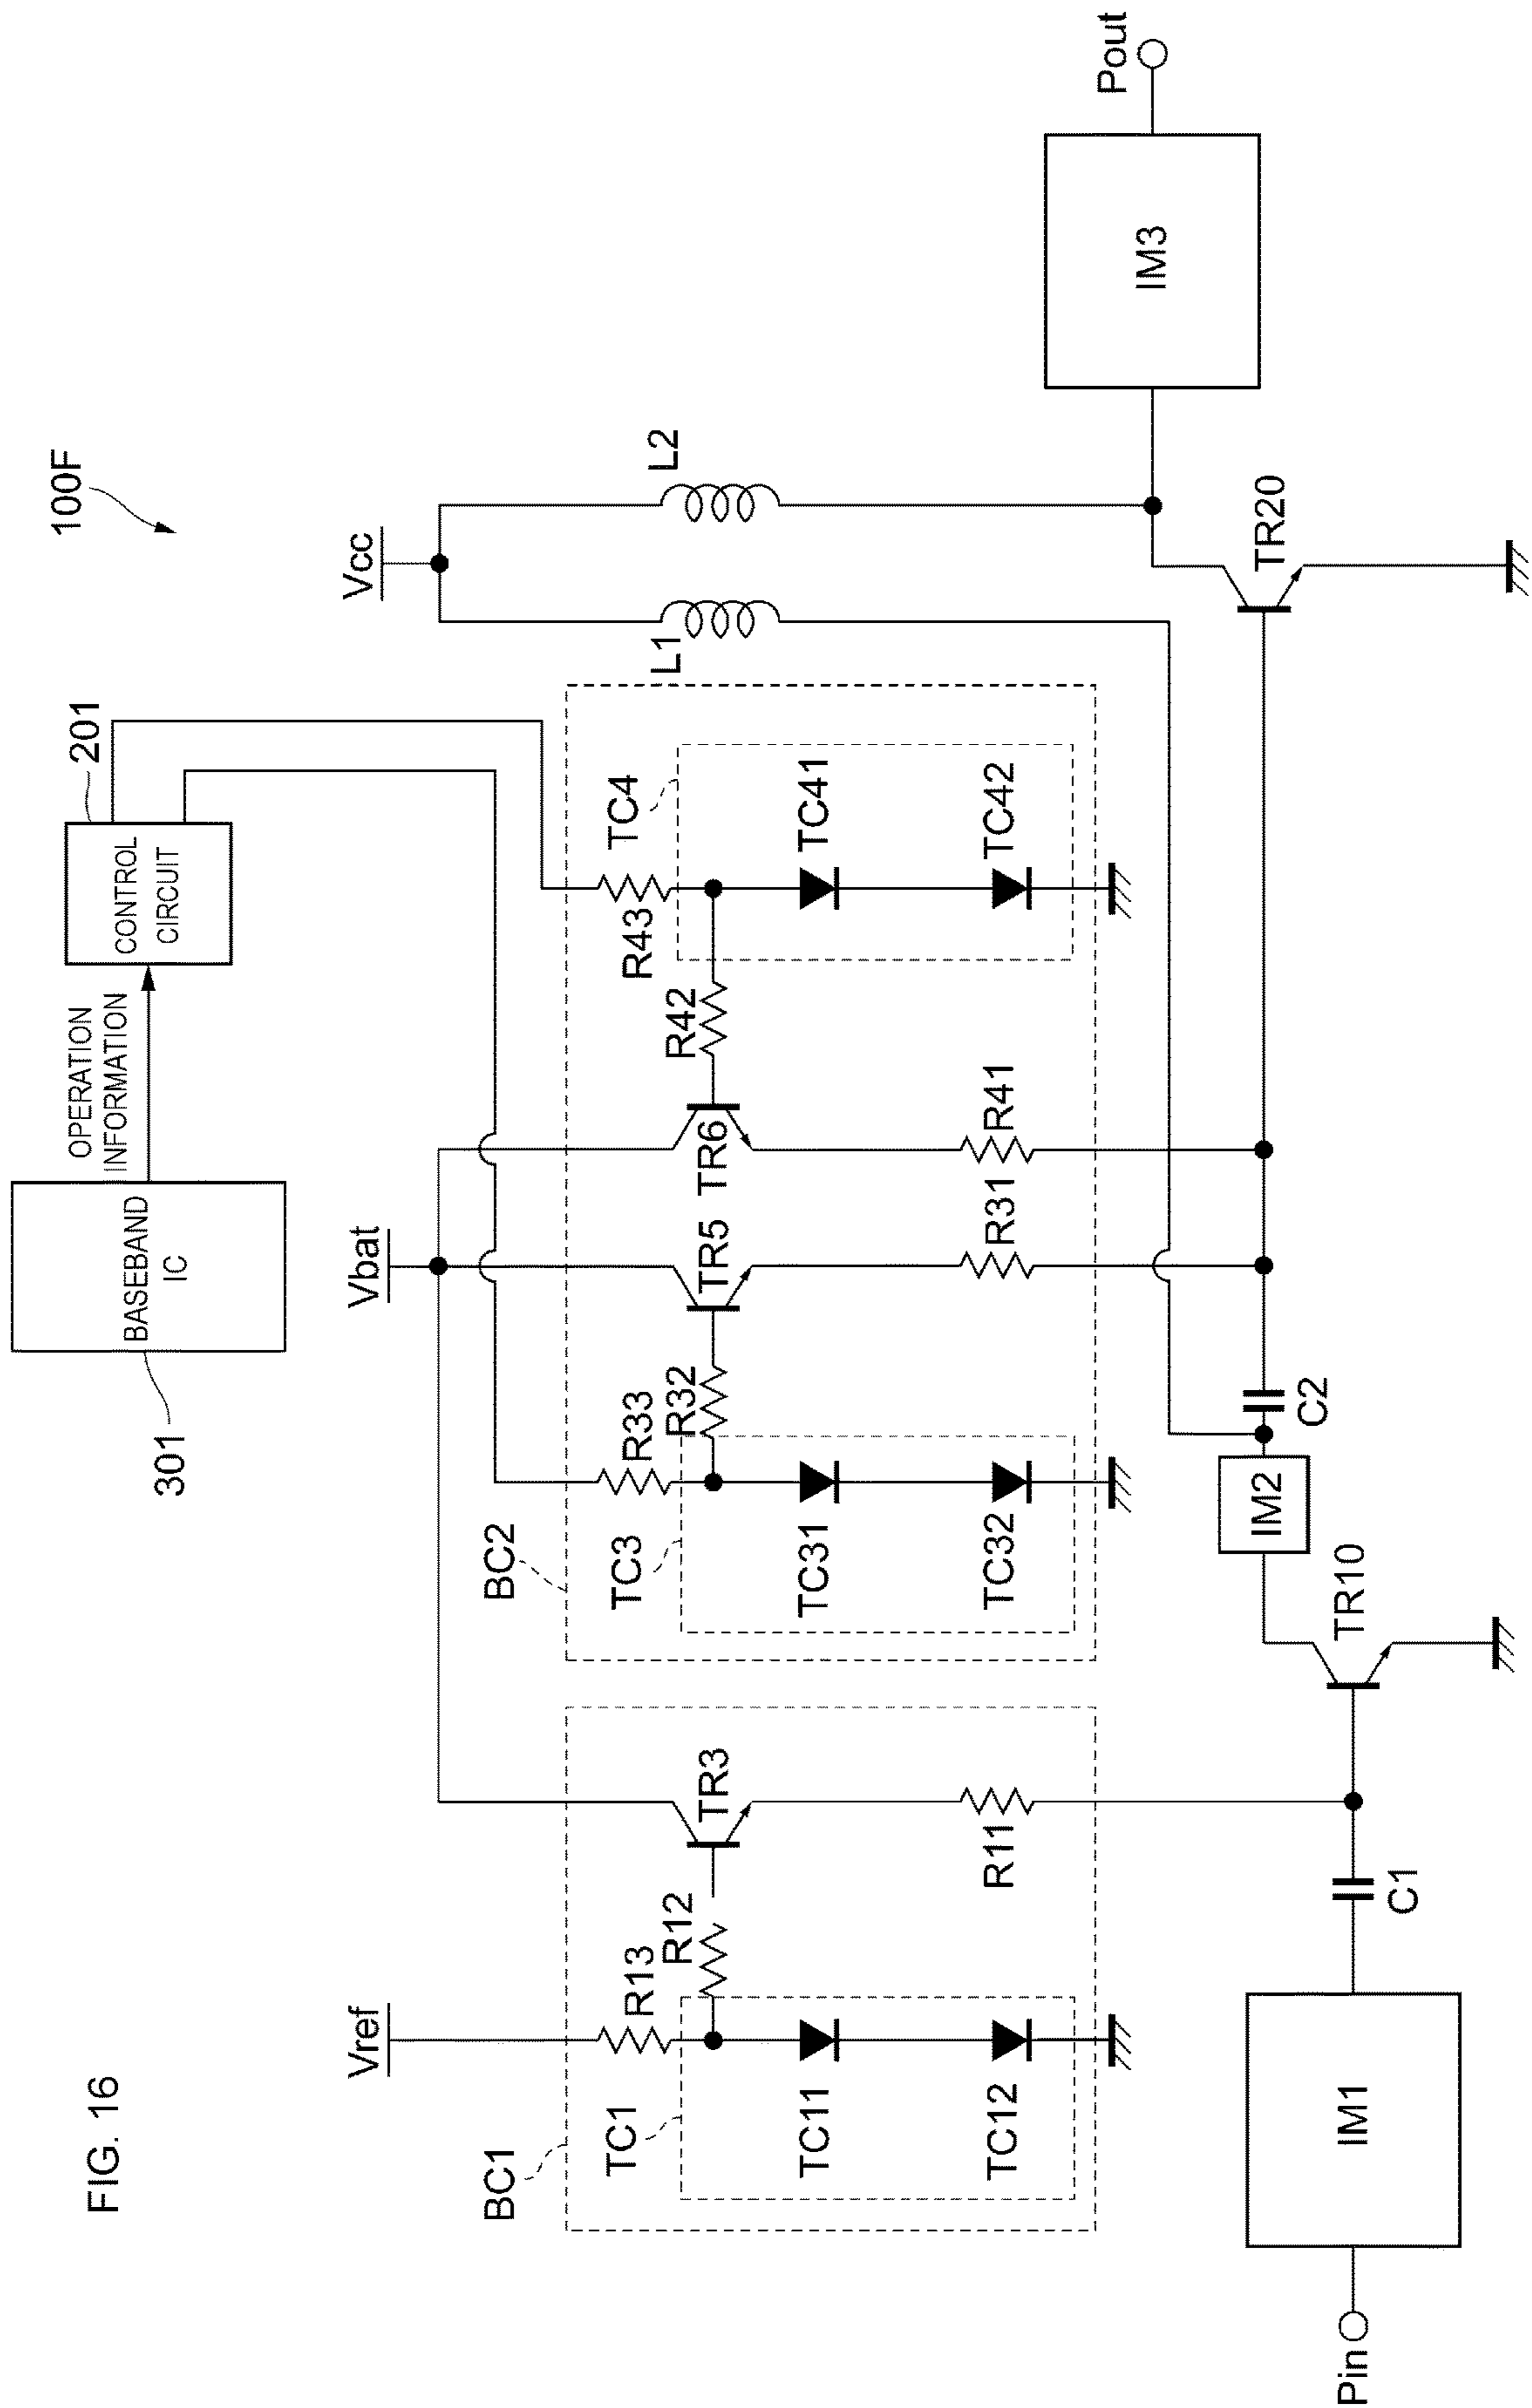 FIG. 16
100F
BASEBAND
IC
301
OPERATION
INFORMATION
CONTROL
CIRCUIT
201
Vref
Vbat
Vcc
BC1
TC1
R13
R12
TR3
TC11
TC12
R11
BC2
TC3
R33
R32
TR5
TC31
TC32
R31
TR6
R42
R43
TC4
TC41
TC42
R41
L1
L2
Pin
IM1
C1
TR10
IM2
C2
TR20
IM3
Pout